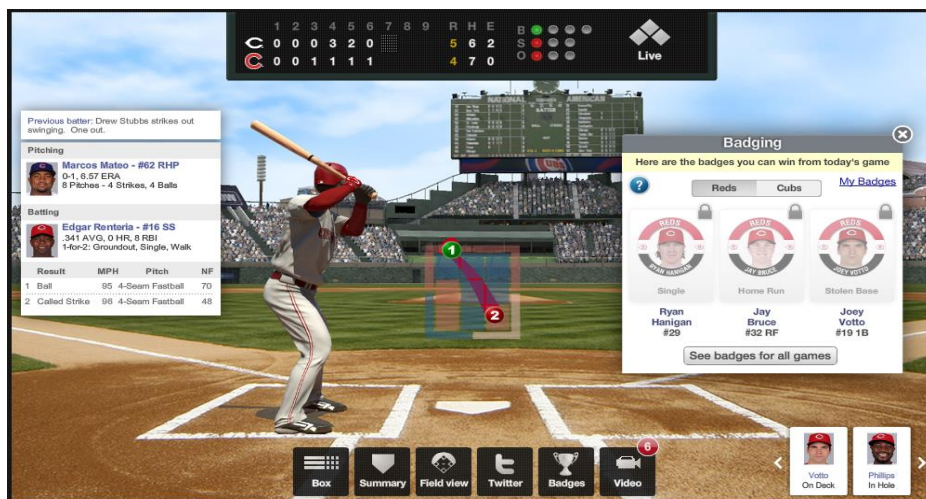 1 2 3 4 5 6 7 8 9 R H E
0 0 0 3 2 0 5 6 2
0 0 1 1 1 1 4 7 0
B
S
O
Live
NATIONAL AMERICAN
Previous batter: Drew Stubbs strikes out
swinging. One out.
Pitching
Marcos Mateo - #62 RHP
0-1, 6.57 ERA
8 Pitches - 4 Strikes, 4 Balls
Batting
Edgar Renteria - #16 SS
.341 AVG, 0 HR, 8 RBI
1-for-2: Groundout, Single, Walk
Result MPH Pitch NF
1 Ball 95 4-Seam Fastball 70
2 Called Strike 96 4-Seam Fastball 48
1
2
Badging
Here are the badges you can win from today's game
?
Reds Cubs
My Badges
REDS REDS REDS
RYAN HANIGAN JAY BRUCE JOEY VOTTO
Single Home Run Stolen Base
Ryan Jay Joey
Hanigan Bruce Votto
#29 #32 RF #19 1B
See badges for all games
Box Summary Field view Twitter Badges Video
6
Votto Phillips
On Deck In Hole